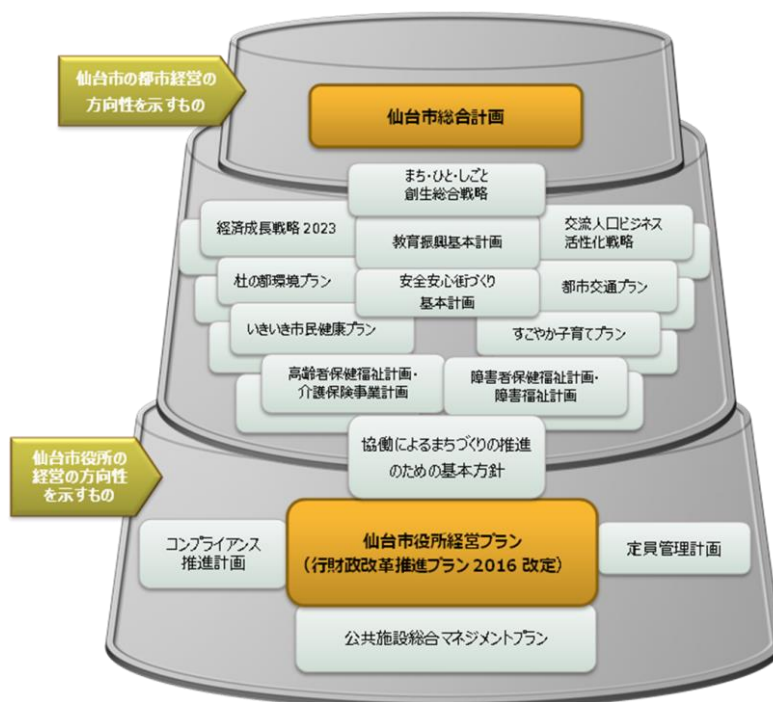 仙台市の都市経営の
方向性を示すもの
仙台市総合計画
まち・ひと・しごと
創生総合戦略
経済成長戦略2023
教育振興基本計画
交流人口ビジネス
活性化戦略
杜の都環境プラン
安全安心街づくり
基本計画
都市交通プラン
いきいき市民健康プラン
すこやか子育てプラン
高齢者保健福祉計画・
介護保険事業計画
障害者保健福祉計画・
障害福祉計画
仙台市役所の
経営の方向性
を示すもの
協働によるまちづくりの推進
のための基本方針
コンプライアンス
推進計画
仙台市役所経営プラン
（行財政改革推進プラン2016改定）
定員管理計画
公共施設総合マネジメントプラン